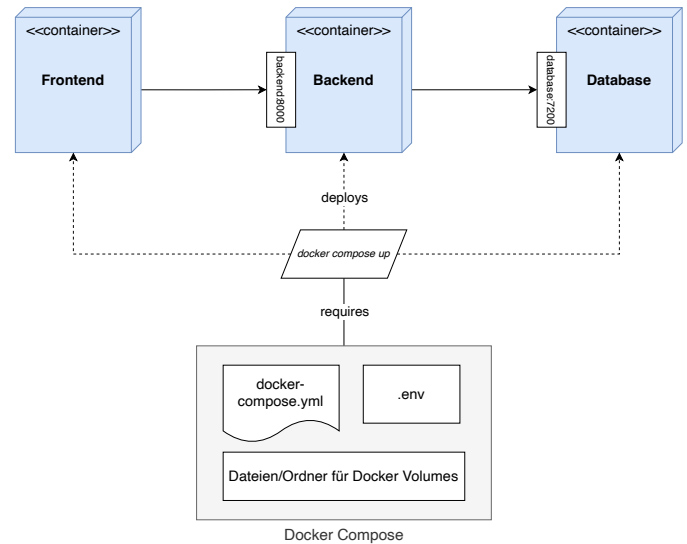 <<container>>
Frontend
<<container>>
Backend
backend:8000
<<container>>
Database
database:7200
deploys
docker compose up
requires
docker-
compose.yml
.env
Dateien/Ordner für Docker Volumes
Docker Compose